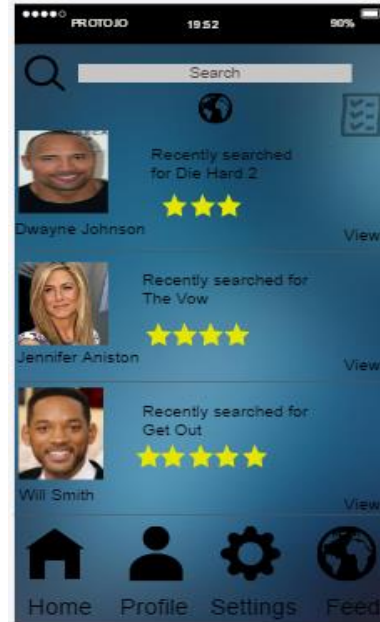 PROTOJO 19:52 90%
Search
Recently searched
for Die Hard 2
Dwayne Johnson
View
Recently searched for
The Vow
Jennifer Aniston
View
Recently searched for
Get Out
Will Smith
View
Home Profile Settings Feed